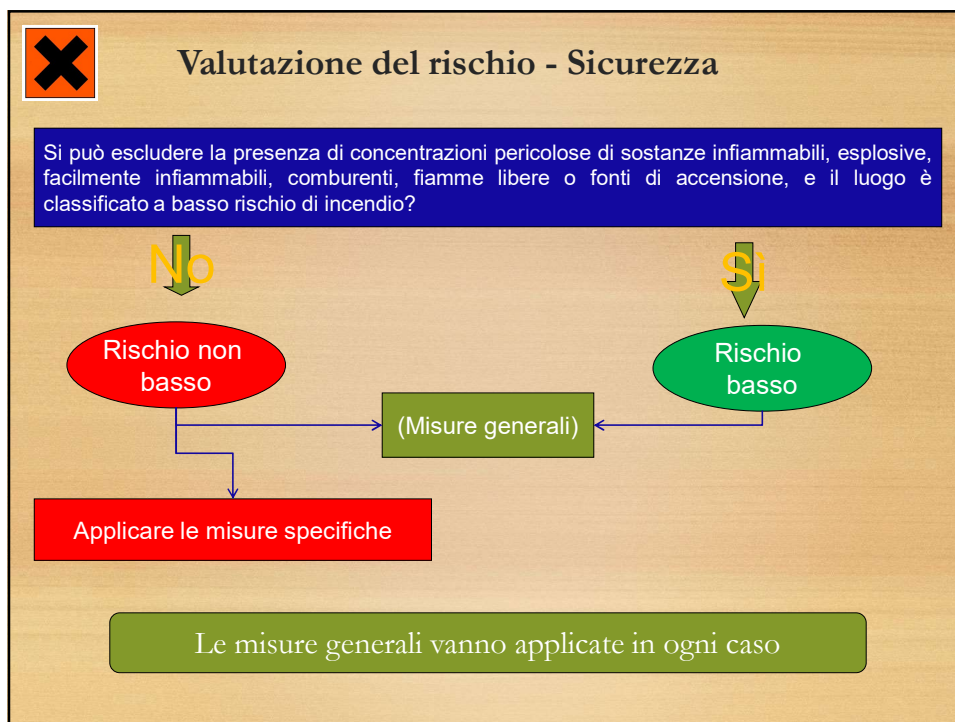 Valutazione del rischio - Sicurezza
Si può escludere la presenza di concentrazioni pericolose di sostanze infiammabili, esplosive,
facilmente infiammabili, comburenti, fiamme libere o fonti di accensione, e il luogo è
classificato a basso rischio di incendio?
No
Si
Rischio non
basso
Rischio
basso
(Misure generali)
Applicare le misure specifiche
Le misure generali vanno applicate in ogni caso